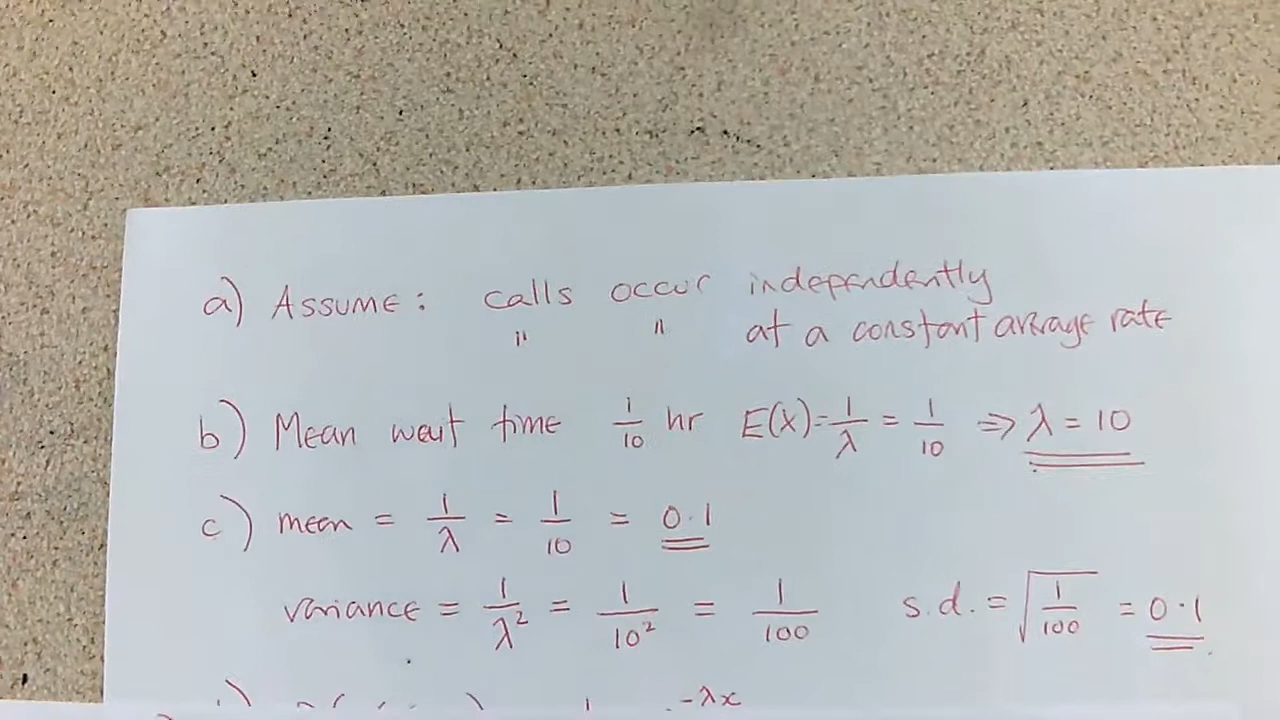 a) Assume: calls occur independently
" " at a constant average rate
b) Mean wait time 1/10 hr E(X)=1/λ = 1/10 ⇒ λ = 10
c) mean = 1/λ = 1/10 = 0.1
variance = 1/λ² = 1/10² = 1/100 s.d. = √(1/100) = 0.1
-λx